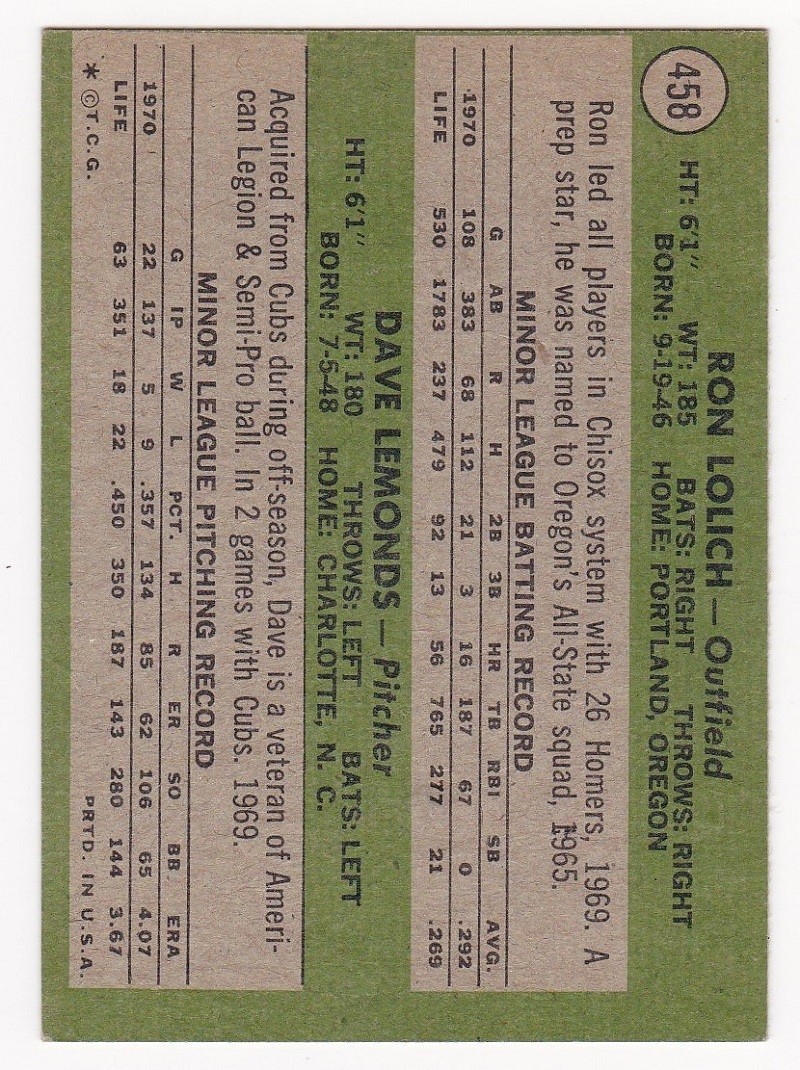 458
RON LOLICH — Outfield
HT: 6'1" WT: 185 BATS: RIGHT THROWS: RIGHT
BORN: 9-19-46 HOME: PORTLAND, OREGON
Ron led all players in Chisox system with 26 Homers, 1969. A
prep star, he was named to Oregon's All-State squad, 1965.
MINOR LEAGUE BATTING RECORD
G AB R H 2B 3B HR TB RBI SB AVG.
1970 108 383 68 112 21 3 16 187 67 0 .292
LIFE 530 1783 237 479 92 13 56 765 277 21 .269
DAVE LEMONDS — Pitcher
HT: 6'1" WT: 180 THROWS: LEFT BATS: LEFT
BORN: 7-5-48 HOME: CHARLOTTE, N. C.
Acquired from Cubs during off-season, Dave is a veteran of Ameri-
can Legion & Semi-Pro ball. In 2 games with Cubs. 1969.
MINOR LEAGUE PITCHING RECORD
G IP W L PCT. H R ER SO BB ERA
1970 22 137 5 9 .357 134 85 62 106 65 4.07
LIFE 63 351 18 22 .450 350 187 143 280 144 3.67
* ©T.C.G. PRTD. IN U.S.A.